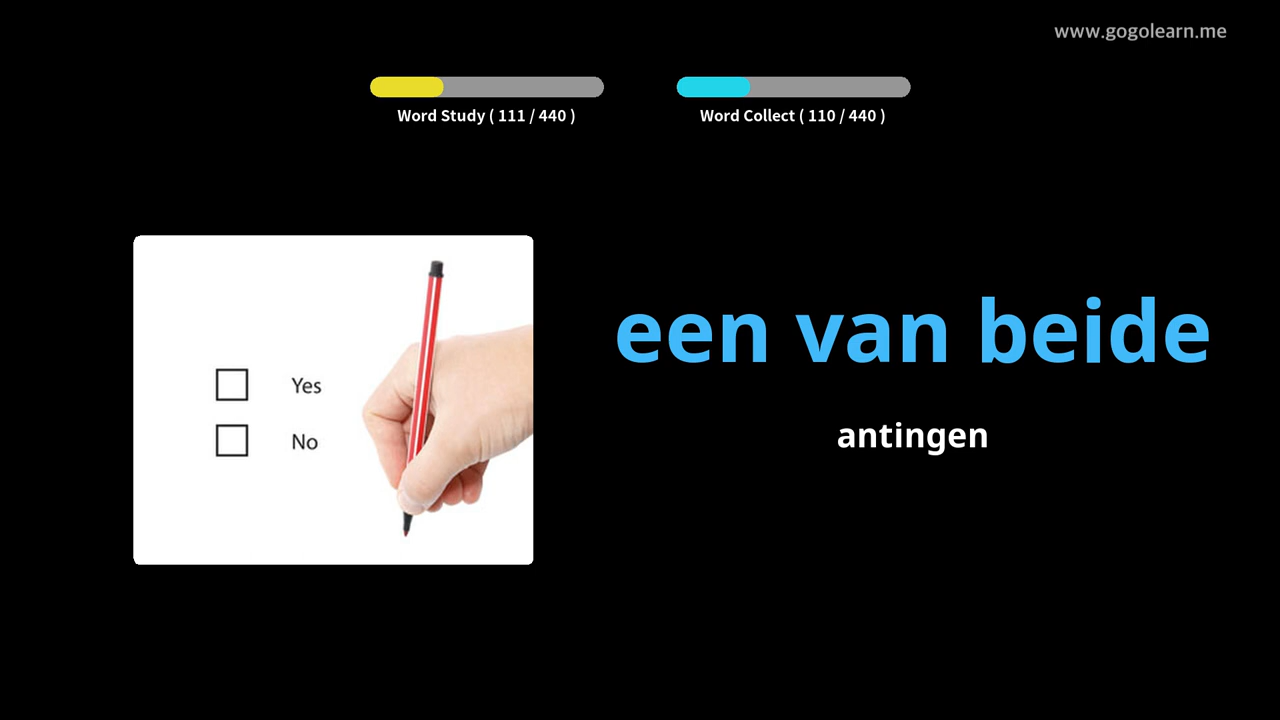 www.gogolearn.me
Word Study ( 111 / 440 )
Word Collect ( 110 / 440 )
Yes
No
een van beide
antingen